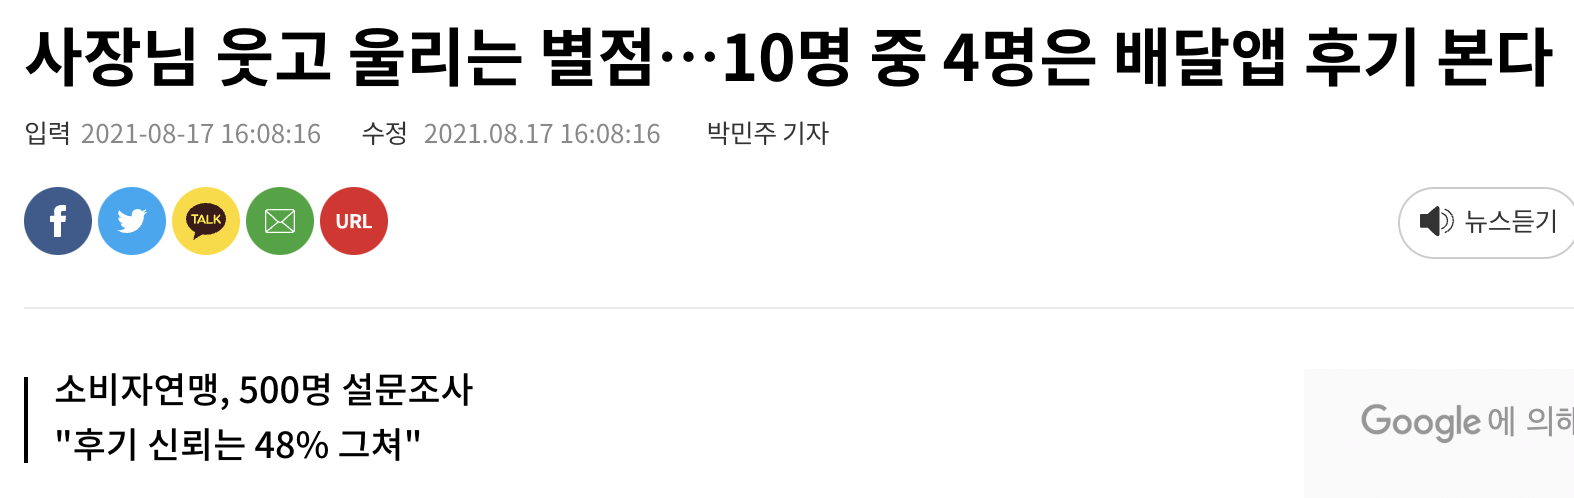 사장님 웃고 울리는 별점…10명 중 4명은 배달앱 후기 본다
입력 2021-08-17 16:08:16 수정 2021.08.17 16:08:16 박민주 기자
f TALK URL
뉴스듣기
소비자연맹, 500명 설문조사
"후기 신뢰는 48% 그쳐"
Google에 의해